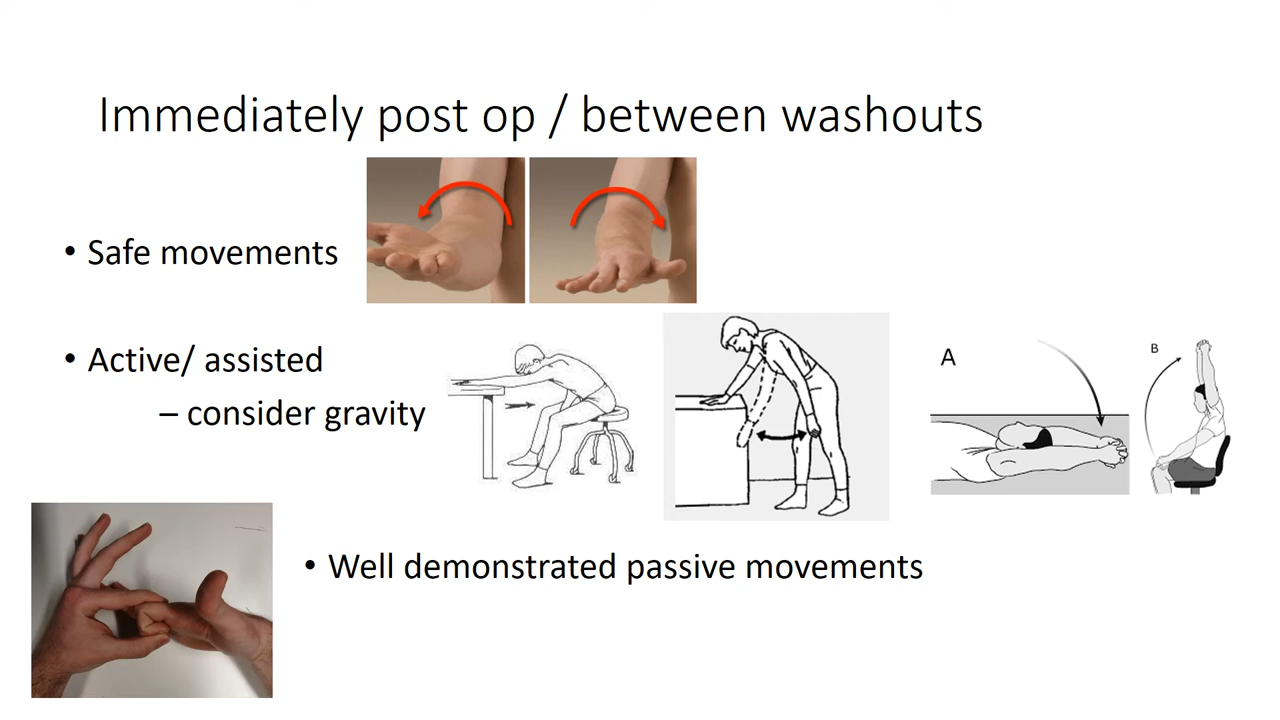 Immediately post op / between washouts
• Safe movements
• Active/ assisted
– consider gravity
A
B
• Well demonstrated passive movements